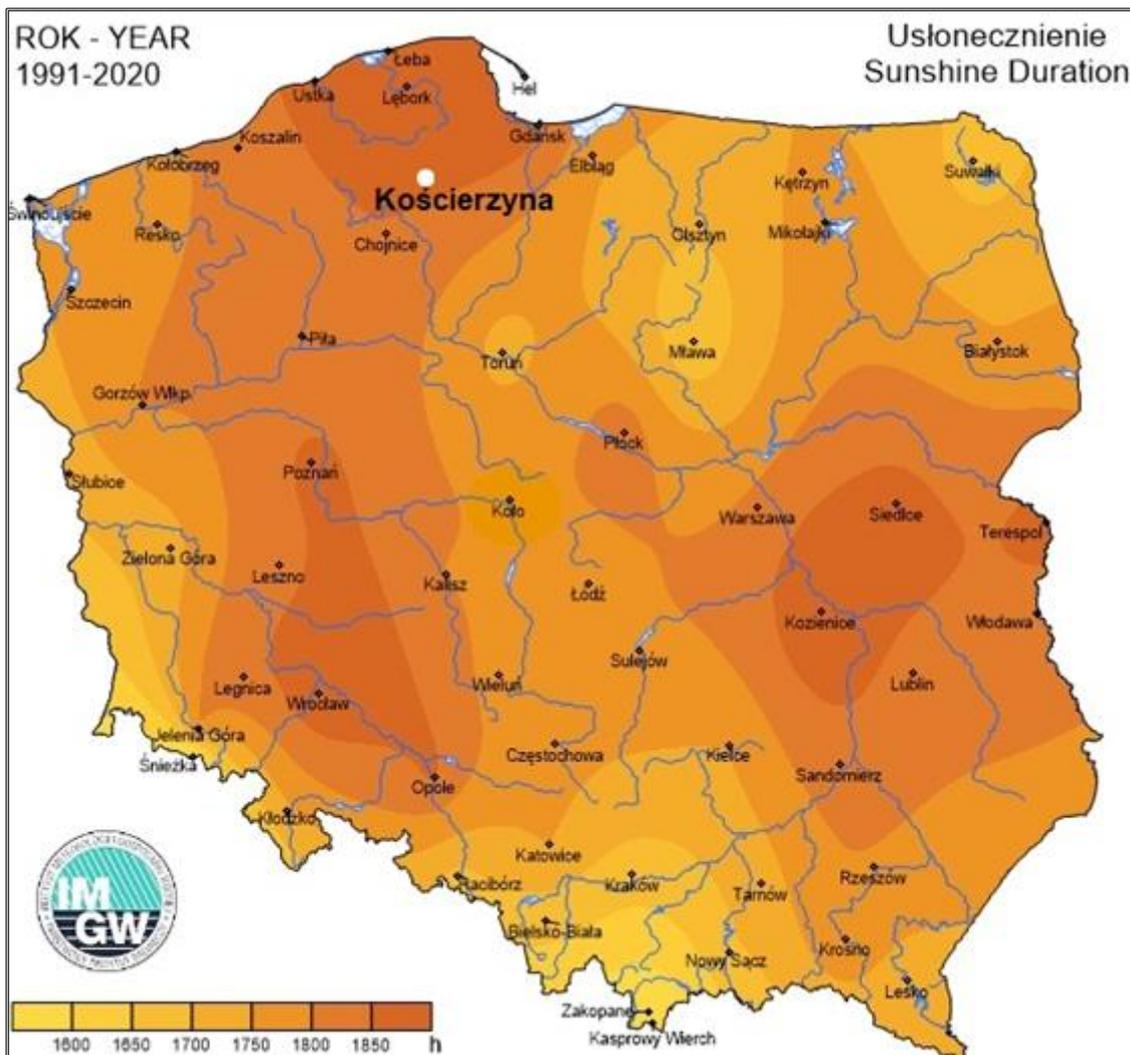 ROK - YEAR
1991-2020
Usłonecznienie
Sunshine Duration
Łeba
Hel
Ustka
Lębork
Koszalin
Gdańsk
Kołobrzeg
Elbląg
Kętrzyn
Suwałki
Kościerzyna
Świnoujście
Resko
Chojnice
Olsztyn
Mikołajki
Szczecin
Piła
Toruń
Mława
Białystok
Gorzów Wlkp.
Płock
Poznań
Słubice
Koło
Warszawa
Siedlce
Terespol
Zielona Góra
Leszno
Kalisz
Łódź
Kozienice
Włodawa
Sulejów
Legnica
Wieluń
Lublin
Wrocław
Jelenia Góra
Śnieżka
Częstochowa
Kielce
Sandomierz
Opole
Kłodzko
Katowice
Racibórz
Kraków
Tarnów
Rzeszów
Bielsko-Biała
Nowy Sącz
Krosno
Lesko
Zakopane
Kasprowy Wierch
IM
GW
1600 1650 1700 1750 1800 1850 h